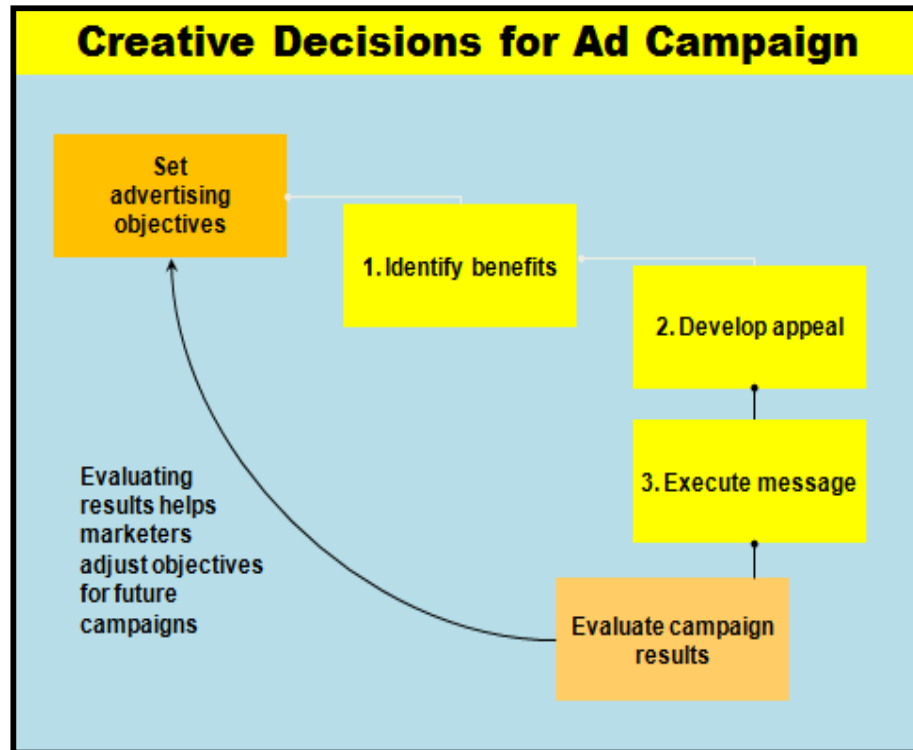 Creative Decisions for Ad Campaign
Set
advertising
objectives
1. Identify benefits
2. Develop appeal
3. Execute message
Evaluating
results helps
marketers
adjust objectives
for future
campaigns
Evaluate campaign
results